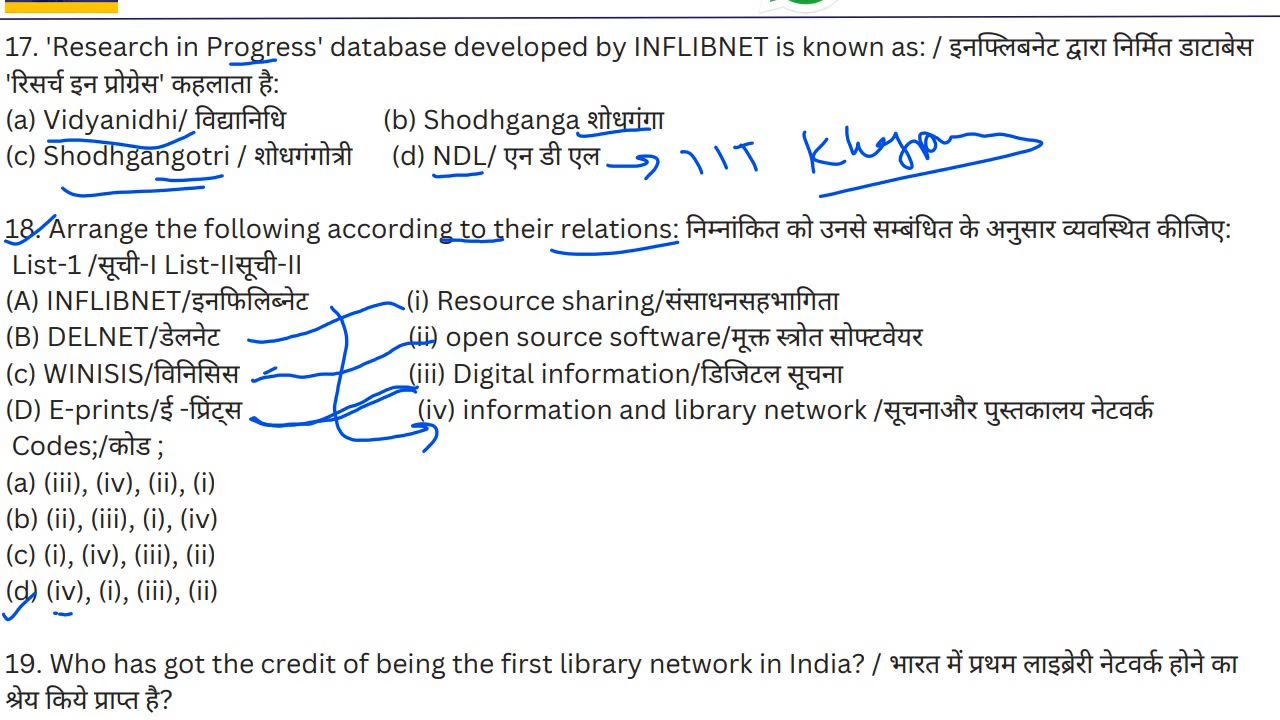 17. 'Research in Progress' database developed by INFLIBNET is known as: / इनफ्लिबनेट द्वारा निर्मित डाटाबेस
'रिसर्च इन प्रोग्रेस' कहलाता है:
(a) Vidyanidhi/ विद्यानिधि (b) Shodhganga शोधगंगा
(c) Shodhgangotri / शोधगंगोत्री (d) NDL/ एन डी एल → IIT
18. Arrange the following according to their relations: निम्नांकित को उनसे सम्बंधित के अनुसार व्यवस्थित कीजिए:
List-1 /सूची-I List-IIसूची-II
(A) INFLIBNET/इनफिलिब्नेट (i) Resource sharing/संसाधनसहभागिता
(B) DELNET/डेलनेट (ii) open source software/मूक्त स्त्रोत सोफ्टवेयर
(c) WINISIS/विनिसिस (iii) Digital information/डिजिटल सूचना
(D) E-prints/ई -प्रिंट्स (iv) information and library network /सूचनाऔर पुस्तकालय नेटवर्क
Codes;/कोड ;
(a) (iii), (iv), (ii), (i)
(b) (ii), (iii), (i), (iv)
(c) (i), (iv), (iii), (ii)
(d) (iv), (i), (iii), (ii)
19. Who has got the credit of being the first library network in India? / भारत में प्रथम लाइब्रेरी नेटवर्क होने का
श्रेय किये प्राप्त है?